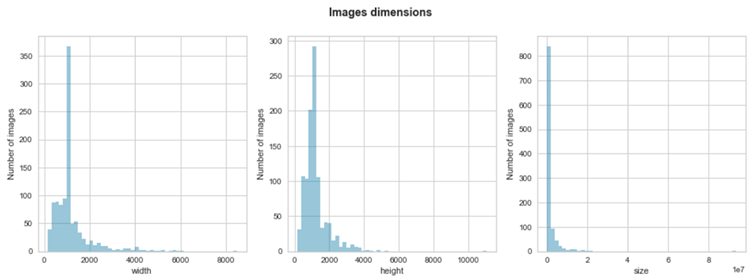 Images dimensions
Number of images
350
300
250
200
150
100
50
0
0 2000 4000 6000 8000
width
Number of images
300
250
200
150
100
50
0
0 2000 4000 6000 8000 10000
height
Number of images
800
700
600
500
400
300
200
100
0
0 2 4 6 8
1e7
size